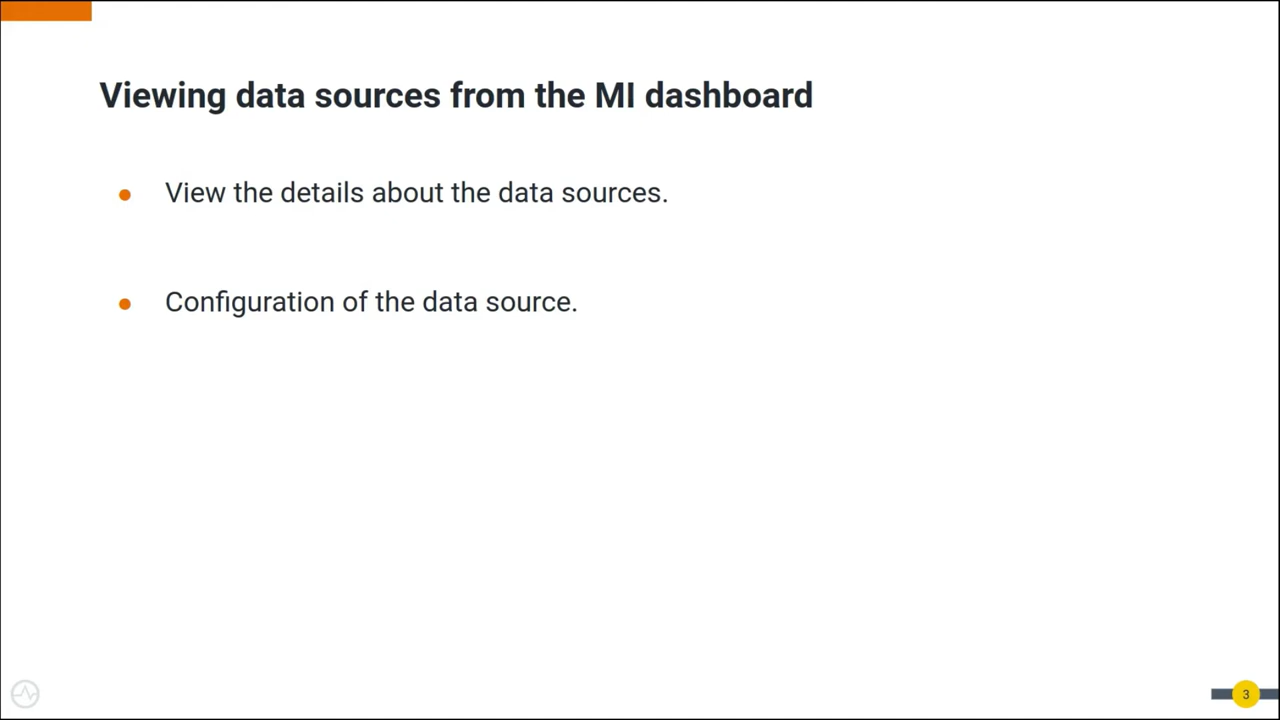 Viewing data sources from the MI dashboard
View the details about the data sources.
Configuration of the data source.
3